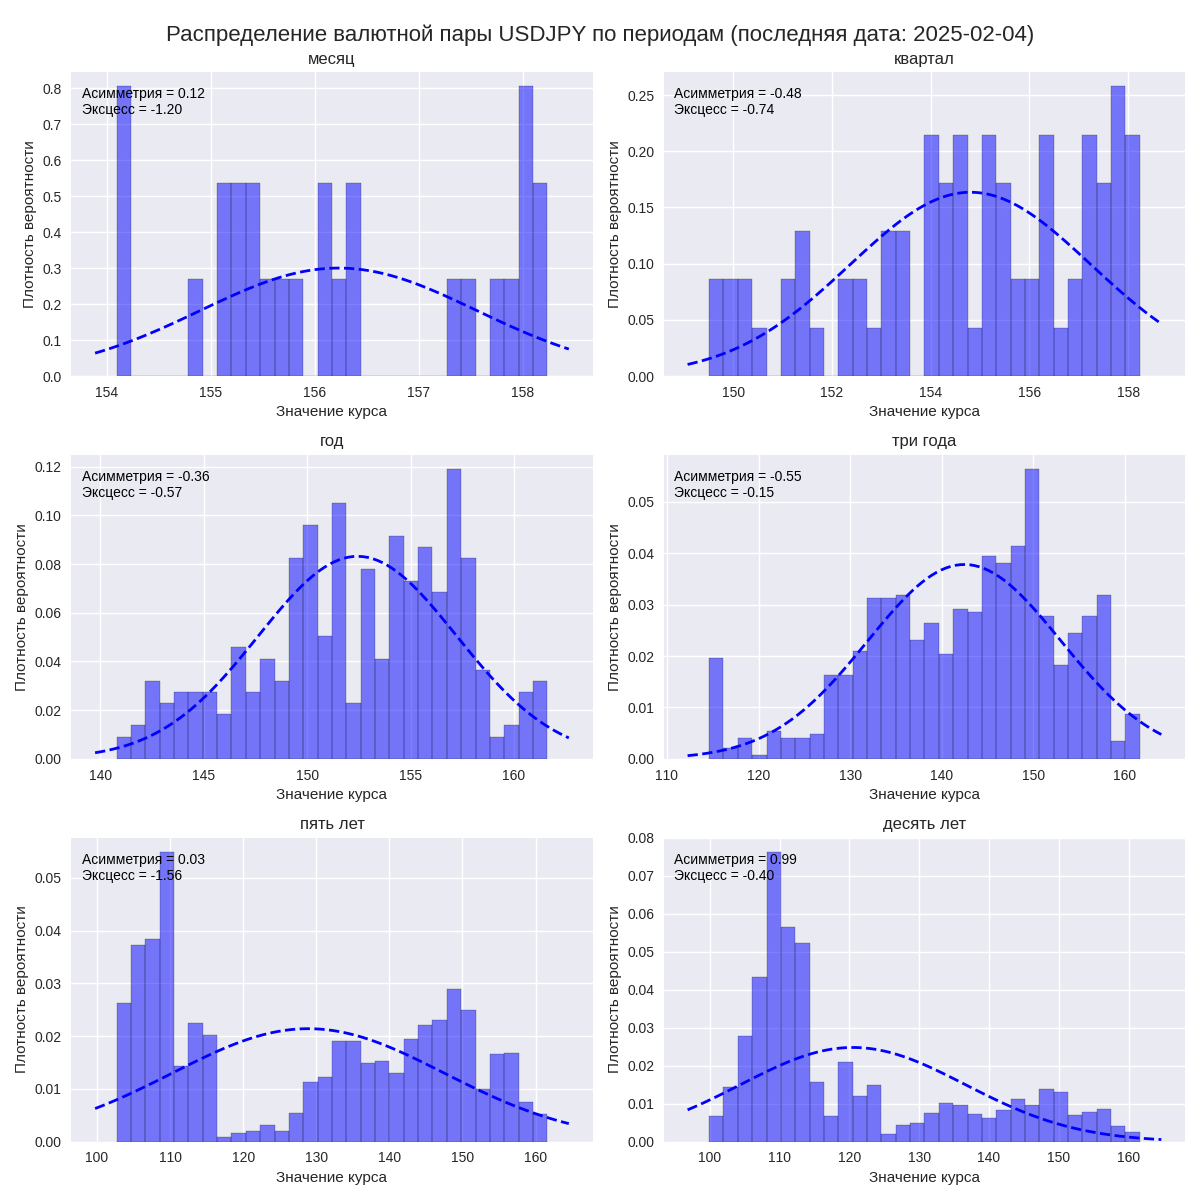 Распределение валютной пары USDJPY по периодам (последняя дата: 2025-02-04)
месяц
Асимметрия = 0.12
Эксцесс = -1.20
Плотность вероятности
0.8
0.7
0.6
0.5
0.4
0.3
0.2
0.1
0.0
154 155 156 157 158
Значение курса
квартал
Асимметрия = -0.48
Эксцесс = -0.74
Плотность вероятности
0.25
0.20
0.15
0.10
0.05
0.00
150 152 154 156 158
Значение курса
год
Асимметрия = -0.36
Эксцесс = -0.57
Плотность вероятности
0.12
0.10
0.08
0.06
0.04
0.02
0.00
140 145 150 155 160
Значение курса
три года
Асимметрия = -0.55
Эксцесс = -0.15
Плотность вероятности
0.05
0.04
0.03
0.02
0.01
0.00
110 120 130 140 150 160
Значение курса
пять лет
Асимметрия = 0.03
Эксцесс = -1.56
Плотность вероятности
0.05
0.04
0.03
0.02
0.01
0.00
100 110 120 130 140 150 160
Значение курса
десять лет
Асимметрия = 0.99
Эксцесс = -0.40
Плотность вероятности
0.08
0.07
0.06
0.05
0.04
0.03
0.02
0.01
0.00
100 110 120 130 140 150 160
Значение курса